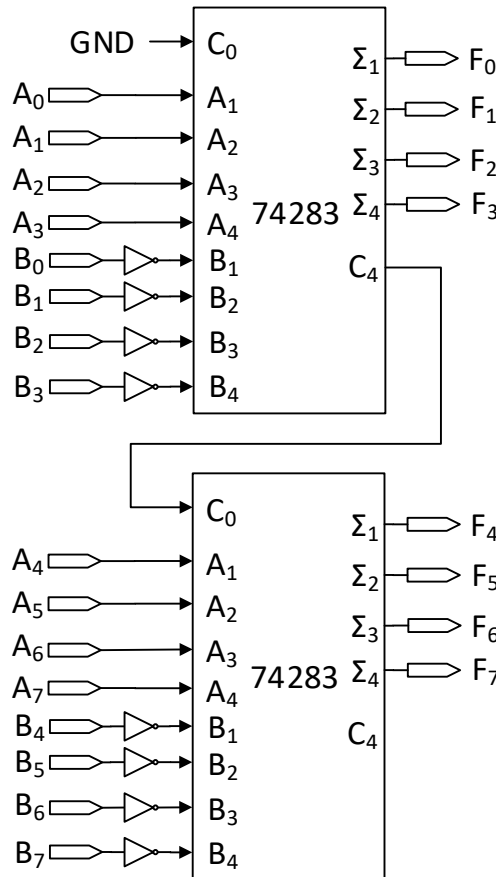 GND C₀ Σ₁ F₀
A₀ A₁ Σ₂ F₁
A₁ A₂ Σ₃ F₂
A₂ A₃ Σ₄ F₃
A₃ A₄ 74283
B₀ B₁ C₄
B₁ B₂
B₂ B₃
B₃ B₄
C₀ Σ₁ F₄
A₄ A₁ Σ₂ F₅
A₅ A₂ Σ₃ F₆
A₆ A₃ Σ₄ F₇
A₇ A₄ 74283
B₄ B₁ C₄
B₅ B₂
B₆ B₃
B₇ B₄